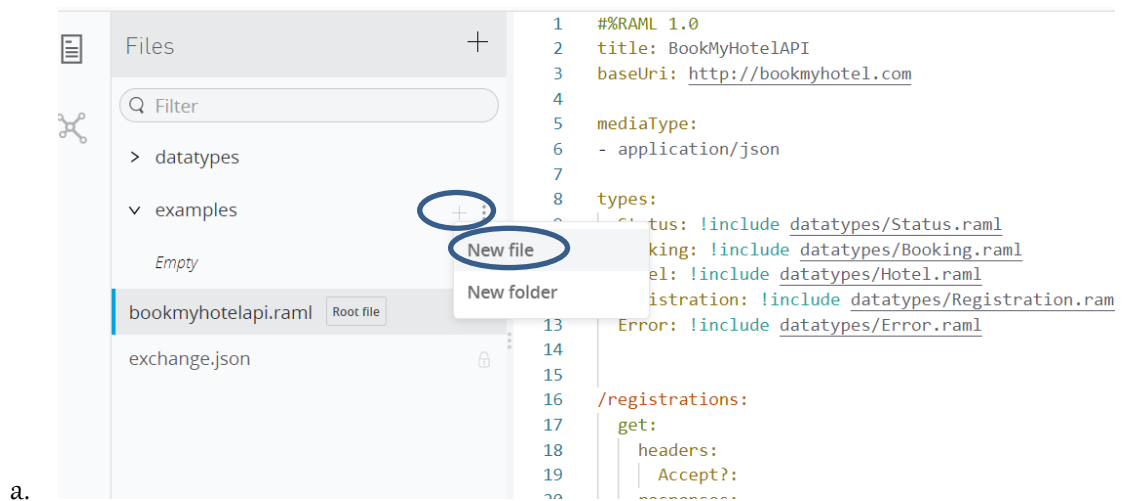 Files
Filter
datatypes
examples
Empty
New file
New folder
bookmyhotelapi.raml Root file
exchange.json
1 #%RAML 1.0
2 title: BookMyHotelAPI
3 baseUri: http://bookmyhotel.com
4
5 mediaType:
6 - application/json
7
8 types:
tus: !include datatypes/Status.raml
king: !include datatypes/Booking.raml
el: !include datatypes/Hotel.raml
istration: !include datatypes/Registration.ram
13 Error: !include datatypes/Error.raml
14
15
16 /registrations:
17 get:
18 headers:
19 Accept?:
a.